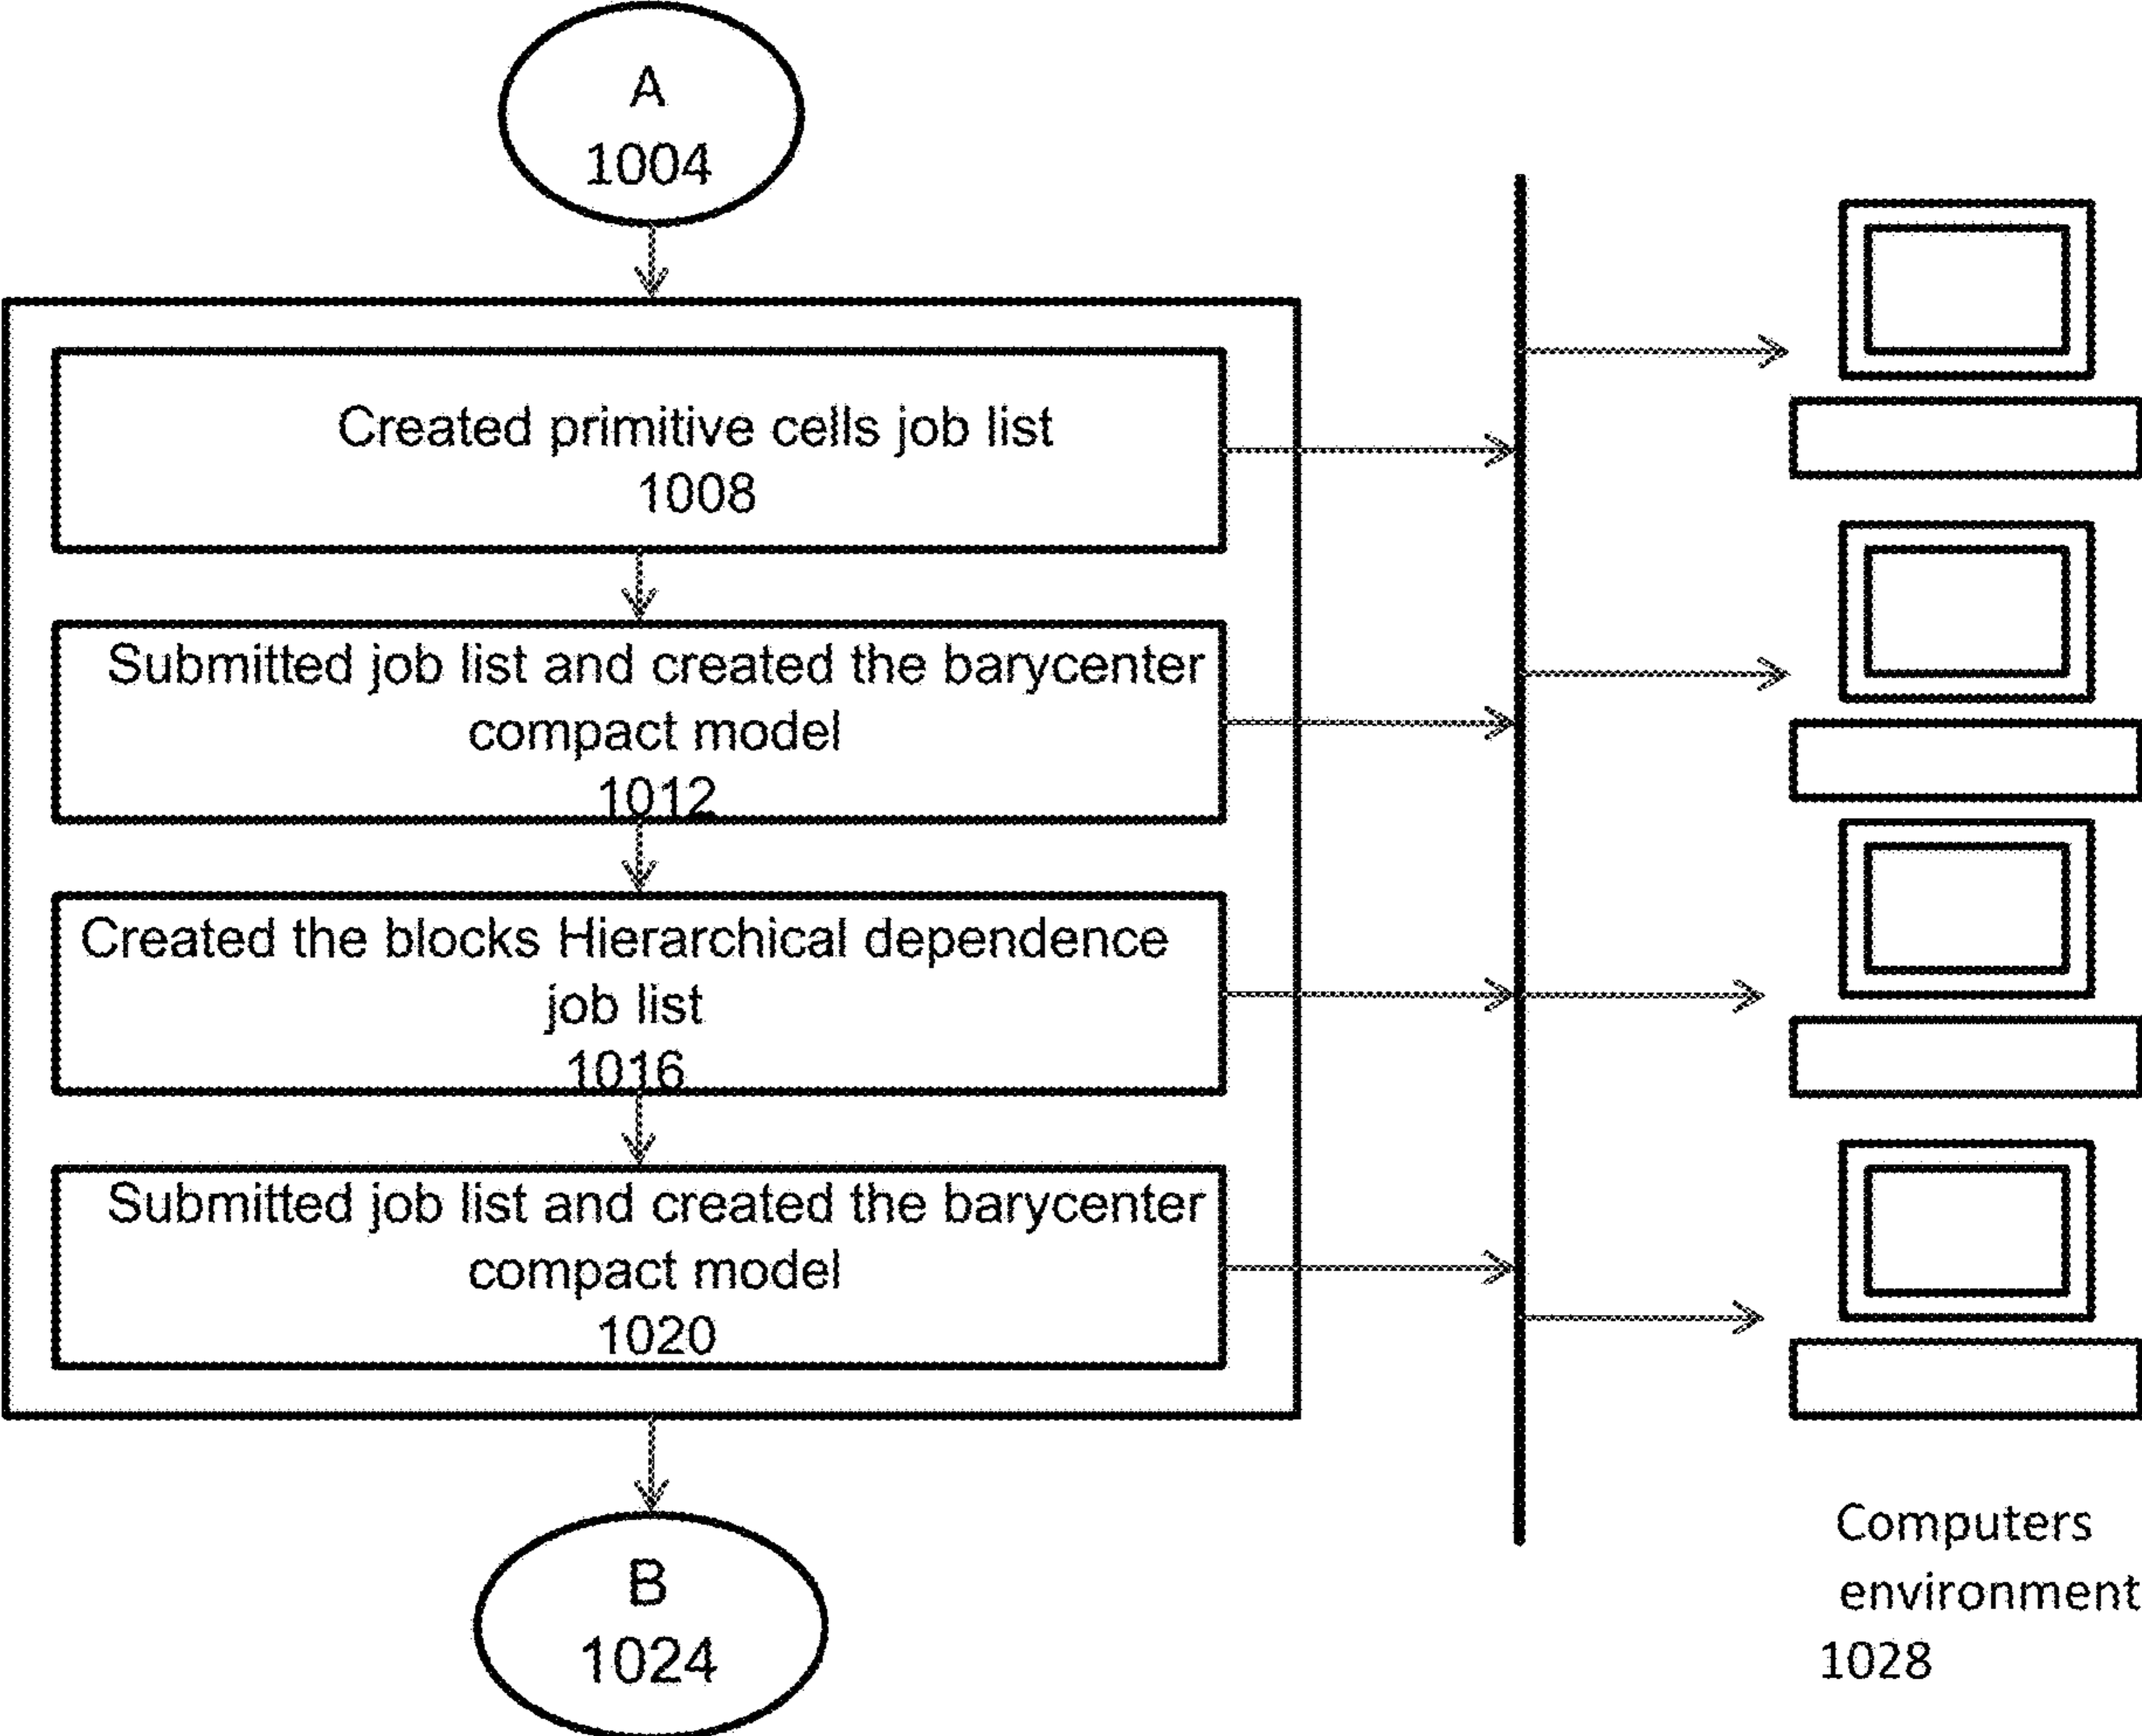 A
1004
Created primitive cells job list
1008
Submitted job list and created the barycenter
compact model
1012
Created the blocks Hierarchical dependence
job list
1016
Submitted job list and created the barycenter
compact model
1020
B
1024
Computers
environment
1028